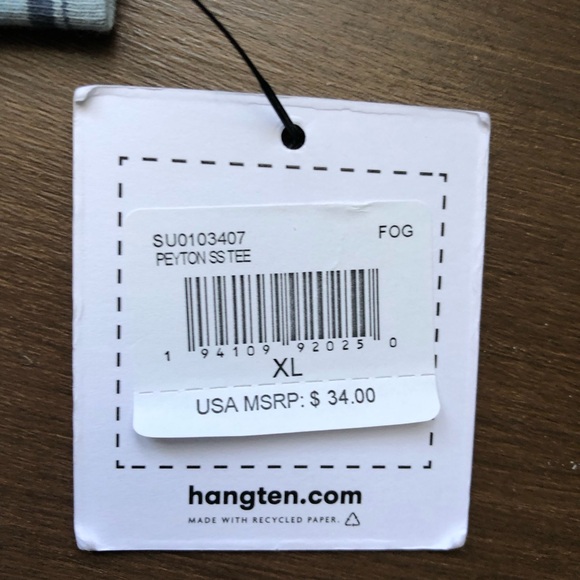 SU0103407 FOG
PEYTON SS TEE
1 94109 92025 0
XL
USA MSRP: $ 34.00
hangten.com
MADE WITH RECYCLED PAPER.